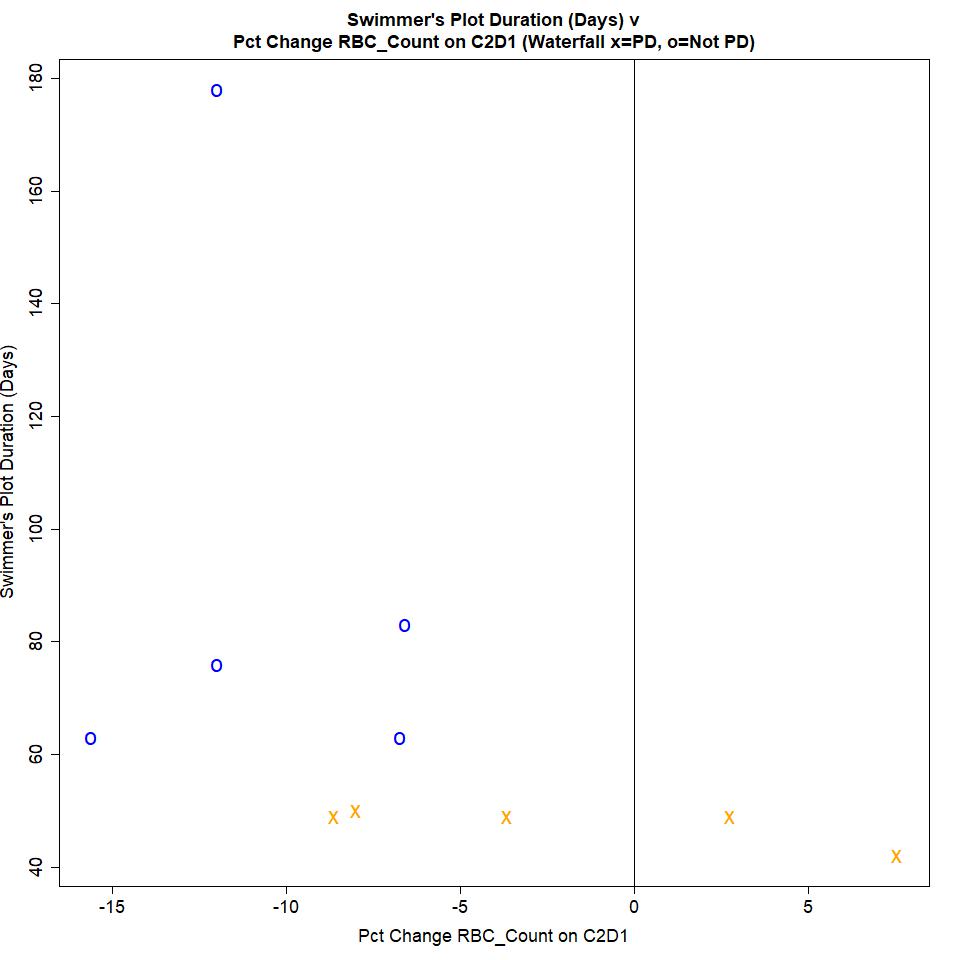 Swimmer's Plot Duration (Days) v
Pct Change RBC_Count on C2D1 (Waterfall x=PD, o=Not PD)
Swimmer's Plot Duration (Days)
180
160
140
120
100
80
60
40
o
o
o
o
o
x
x
x
x
x
-15
-10
-5
0
5
Pct Change RBC_Count on C2D1